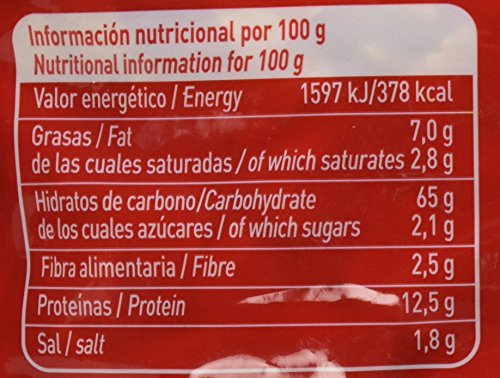 Información nutricional por 100 g
Nutritional information for 100 g
Valor energético / Energy 1597 kJ/378 kcal
Grasas / Fat 7,0 g
de las cuales saturadas / of which saturates 2,8 g
Hidratos de carbono/Carbohydrate 65 g
de los cuales azúcares / of which sugars 2,1 g
Fibra alimentaria / Fibre 2,5 g
Proteínas / Protein 12,5 g
Sal / salt 1,8 g